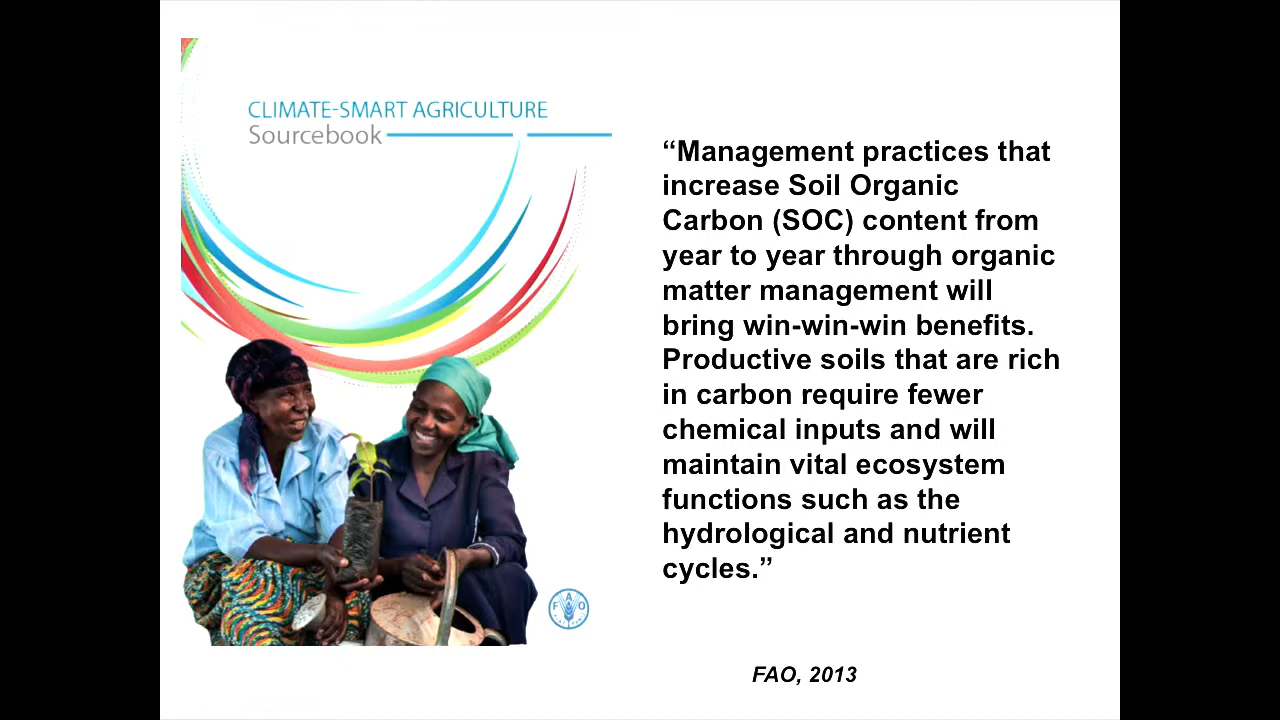 CLIMATE-SMART AGRICULTURE
Sourcebook
“Management practices that
increase Soil Organic
Carbon (SOC) content from
year to year through organic
matter management will
bring win-win-win benefits.
Productive soils that are rich
in carbon require fewer
chemical inputs and will
maintain vital ecosystem
functions such as the
hydrological and nutrient
cycles.”
F A O
FAO, 2013